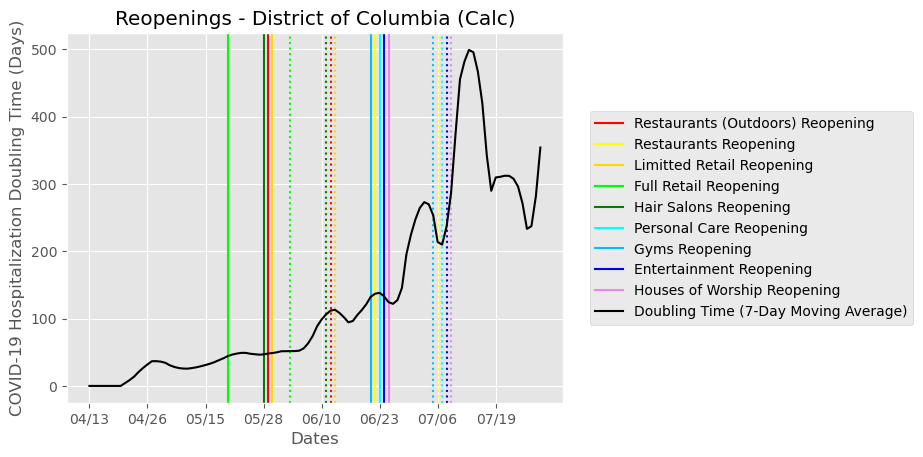 Reopenings - District of Columbia (Calc)
COVID-19 Hospitalization Doubling Time (Days)
500
400
300
200
100
0
04/13 04/26 05/15 05/28 06/10 06/23 07/06 07/19
Dates
Restaurants (Outdoors) Reopening
Restaurants Reopening
Limitted Retail Reopening
Full Retail Reopening
Hair Salons Reopening
Personal Care Reopening
Gyms Reopening
Entertainment Reopening
Houses of Worship Reopening
Doubling Time (7-Day Moving Average)